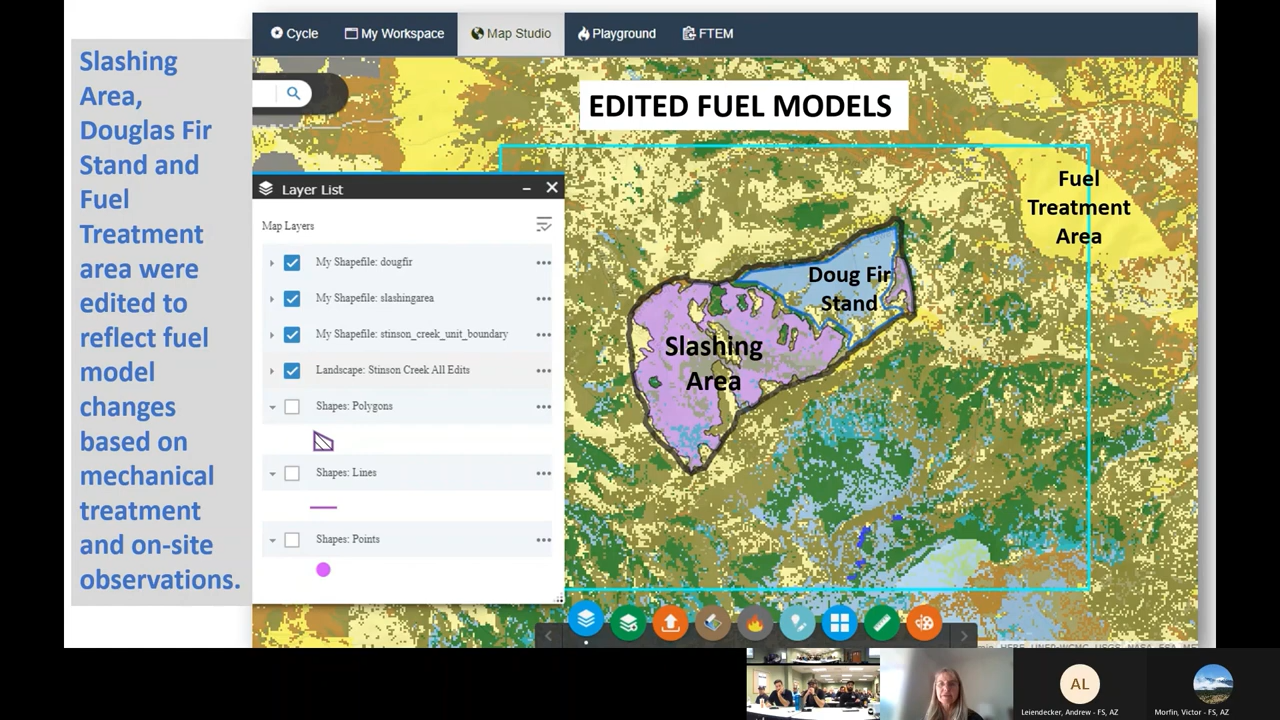 Slashing
Area,
Douglas Fir
Stand and
Fuel
Treatment
area were
edited to
reflect fuel
model
changes
based on
mechanical
treatment
and on-site
observations.
Cycle
My Workspace
Map Studio
Playground
FTEM
EDITED FUEL MODELS
Fuel
Treatment
Area
Doug Fir
Stand
Slashing
Area
Layer List
Map Layers
My Shapefile: dougfir
My Shapefile: slashingarea
My Shapefile: stinson_creek_unit_boundary
Landscape: Stinson Creek All Edits
Shapes: Polygons
Shapes: Lines
Shapes: Points
AL
Leiendecker, Andrew - FS, AZ
Morfin, Victor - FS, AZ